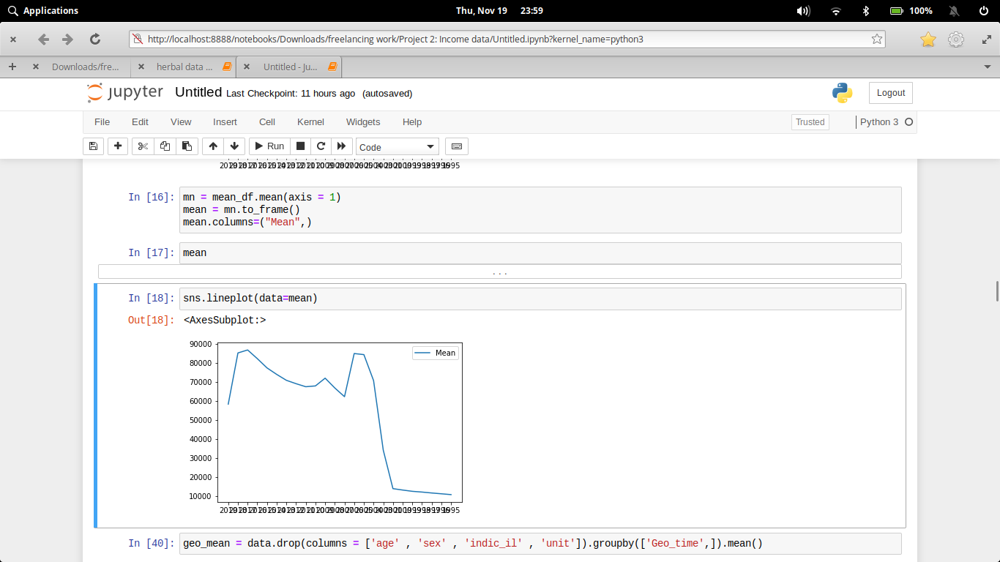 Applications
Thu, Nov 19 23:59
100%
http://localhost:8888/notebooks/Downloads/freelancing work/Project 2: Income data/Untitled.ipynb?kernel_name=python3
Downloads/fre...
herbal data ...
Untitled - Ju...
jupyter Untitled Last Checkpoint: 11 hours ago (autosaved)
Logout
File Edit View Insert Cell Kernel Widgets Help
Trusted
Python 3
Run
Code
In [16]: mn = mean_df.mean(axis = 1)
mean = mn.to_frame()
mean.columns=("Mean",)
In [17]: mean
...
In [18]: sns.lineplot(data=mean)
Out[18]: <AxesSubplot:>
Mean
90000
80000
70000
60000
50000
40000
30000
20000
10000
In [40]: geo_mean = data.drop(columns = ['age' , 'sex' , 'indic_il' , 'unit']).groupby(['Geo_time',]).mean()